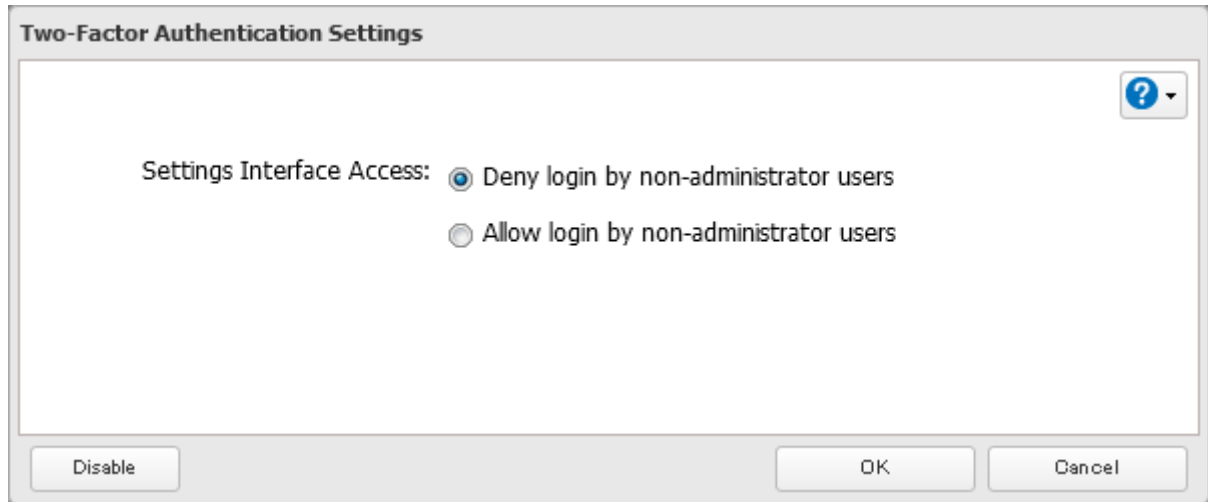 Two-Factor Authentication Settings
?
Settings Interface Access:
Deny login by non-administrator users
Allow login by non-administrator users
Disable
OK
Cancel